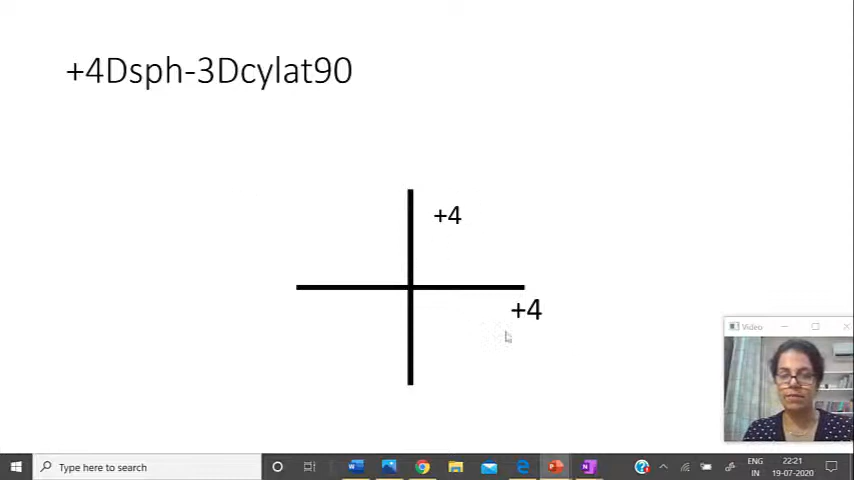 +4Dsph-3Dcylat90
+4
+4
Video
Type here to search
ENG
IN
22:21
19-07-2020